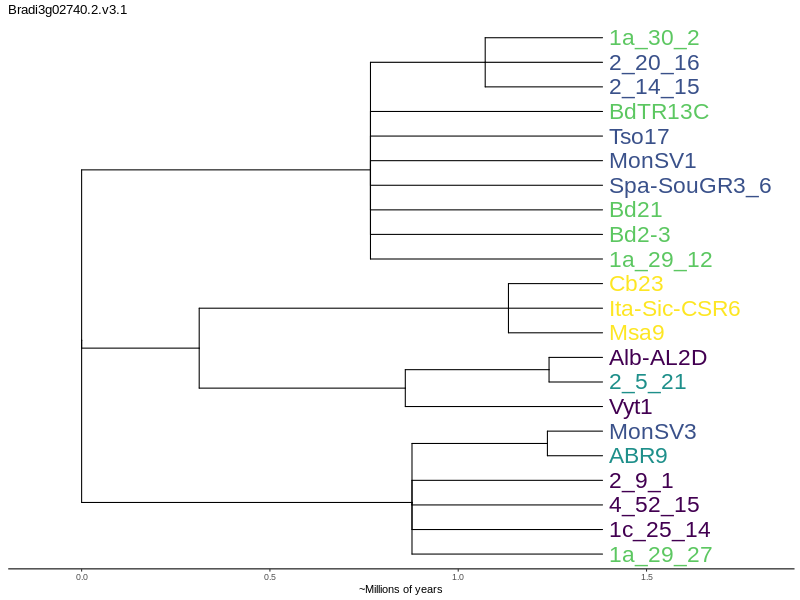 Bradi3g02740.2.v3.1
1a_30_2
2_20_16
2_14_15
BdTR13C
Tso17
MonSV1
Spa-SouGR3_6
Bd21
Bd2-3
1a_29_12
Cb23
Ita-Sic-CSR6
Msa9
Alb-AL2D
2_5_21
Vyt1
MonSV3
ABR9
2_9_1
4_52_15
1c_25_14
1a_29_27
0.0 0.5 1.0 1.5
~Millions of years